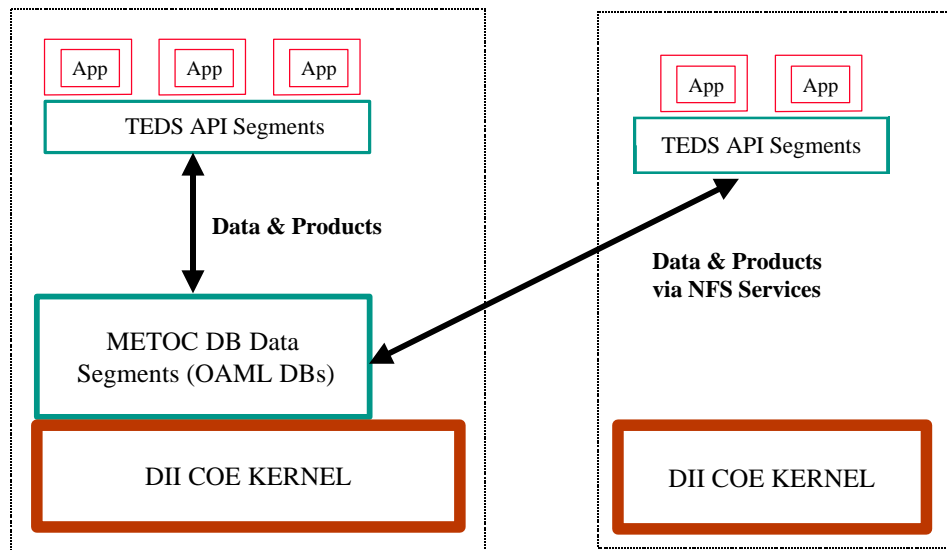 App
App
App
TEDS API Segments
Data & Products
METOC DB Data
Segments (OAML DBs)
DII COE KERNEL
App
App
TEDS API Segments
Data & Products
via NFS Services
DII COE KERNEL